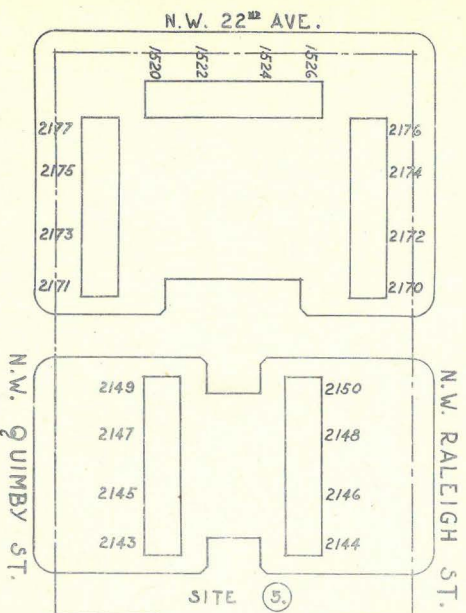 N.W. 22ND AVE.
1520 1522 1524 1526
2177 2176
2175 2174
2173 2172
2171 2170
N.W. QUIMBY ST.
N.W. RALEIGH ST.
2149 2150
2147 2148
2145 2146
2143 2144
SITE 5.